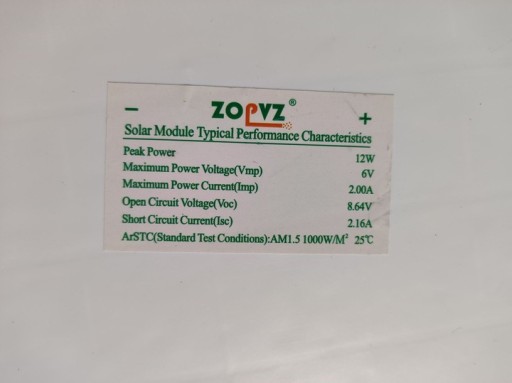 − ZOPVZ® +
Solar Module Typical Performance Characteristics
Peak Power 12W
Maximum Power Voltage(Vmp) 6V
Maximum Power Current(Imp) 2.00A
Open Circuit Voltage(Voc) 8.64V
Short Circuit Current(Isc) 2.16A
ArSTC(Standard Test Conditions):AM1.5 1000W/M² 25℃